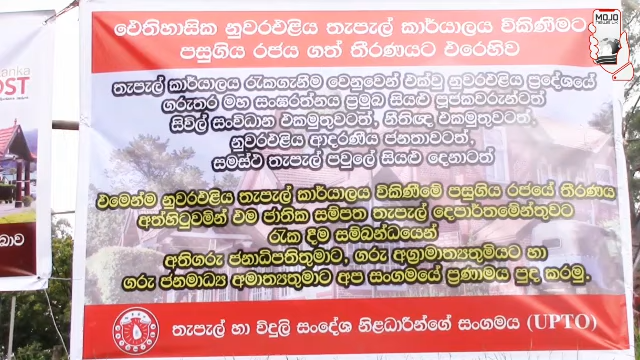 ඓතිහාසික නුවරඑළිය තැපැල් කාර්යාලය විකිණීමට
පසුගිය රජය ගත් තීරණයට එරෙහිව
තැපැල් කාර්යාලය රැකගැනීම වෙනුවෙන් එක්වූ නුවරඑළිය ප්‍රදේශයේ
ගරුතර මහ සංඝරත්නය ප්‍රමුඛ සියළු පූජකවරුන්ටත්
සිවිල් සංවිධාන එකමුතුවටත්, නීතිඥ එකමුතුවටත්,
නුවරඑළිය ආදරණීය ජනතාවටත්,
සමස්ථ තැපැල් පවුලේ සියළු දෙනාටත්
එමෙන්ම නුවරඑළිය තැපැල් කාර්යාලය විකිණීමේ පසුගිය රජයේ තීරණය
අත්හිටුවමින් එම ජාතික සම්පත තැපැල් දෙපාර්තමේන්තුවට
රැක දීම සම්බන්ධයෙන්
අතිගරු ජනාධිපතිතුමාට, ගරු අග්‍රාමාත්‍යතුමියට හා
ගරු ජනමාධ්‍ය අමාත්‍යතුමාට අප සංගමයේ ප්‍රණාමය පුද කරමු.
තැපැල් හා විදුලි සංදේශ නිළධාරීන්ගේ සංගමය (UPTO)
MOJO
anka
OST
බාව